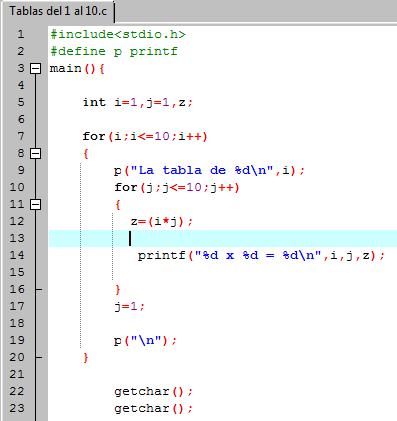 Tablas del 1 al 10.c
1 #include<stdio.h>
2 #define p printf
3 main(){
4
5 int i=1,j=1,z;
6
7 for(i;i<=10;i++)
8 {
9 p("La tabla de %d\n",i);
10 for(j;j<=10;j++)
11 {
12 z=(i*j);
13
14 printf("%d x %d = %d\n",i,j,z);
15
16 }
17 j=1;
18
19 p("\n");
20 }
21
22 getchar();
23 getchar();